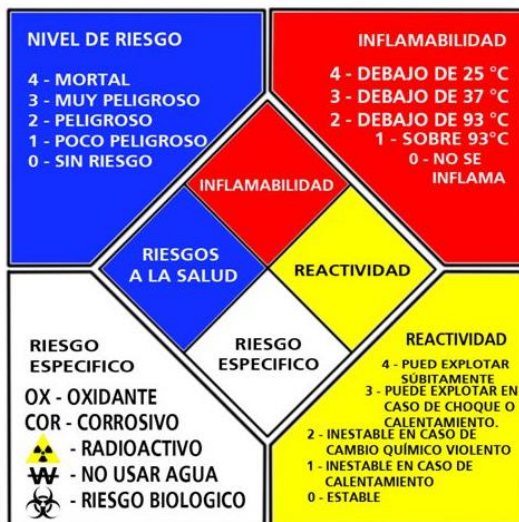 NIVEL DE RIESGO
4 - MORTAL
3 - MUY PELIGROSO
2 - PELIGROSO
1 - POCO PELIGROSO
0 - SIN RIESGO
INFLAMABILIDAD
4 - DEBAJO DE 25 °C
3 - DEBAJO DE 37 °C
2 - DEBAJO DE 93 °C
1 - SOBRE 93°C
0 - NO SE
INFLAMA
INFLAMABILIDAD
RIESGOS
A LA SALUD
REACTIVIDAD
RIESGO
ESPECIFICO
RIESGO
ESPECIFICO
OX - OXIDANTE
COR - CORROSIVO
- RADIOACTIVO
W - NO USAR AGUA
- RIESGO BIOLOGICO
REACTIVIDAD
4 - PUED EXPLOTAR
SÚBITAMENTE
3 - PUEDE EXPLOTAR EN
CASO DE CHOQUE O
CALENTAMIENTO.
2 - INESTABLE EN CASO DE
CAMBIO QUÍMICO VIOLENTO
1 - INESTABLE EN CASO DE
CALENTAMIENTO
0 - ESTABLE